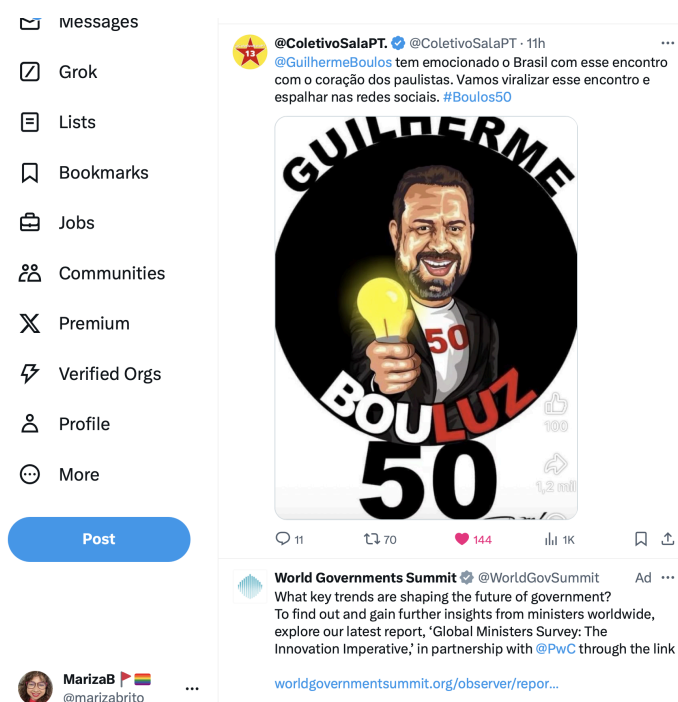 Messages
Grok
Lists
Bookmarks
Jobs
Communities
Premium
Verified Orgs
Profile
More
Post
MarizaB
@marizabrito
13
@ColetivoSalaPT. @ColetivoSalaPT · 11h
@GuilhermeBoulos tem emocionado o Brasil com esse encontro
com o coração dos paulistas. Vamos viralizar esse encontro e
espalhar nas redes sociais. #Boulos50
GUILHERME
50
BOULUZ
50
100
1,2 mil
11 70 144 1K
World Governments Summit @WorldGovSummit Ad
What key trends are shaping the future of government?
To find out and gain further insights from ministers worldwide,
explore our latest report, ‘Global Ministers Survey: The
Innovation Imperative,’ in partnership with @PwC through the link
worldgovernmentsummit.org/observer/repor...